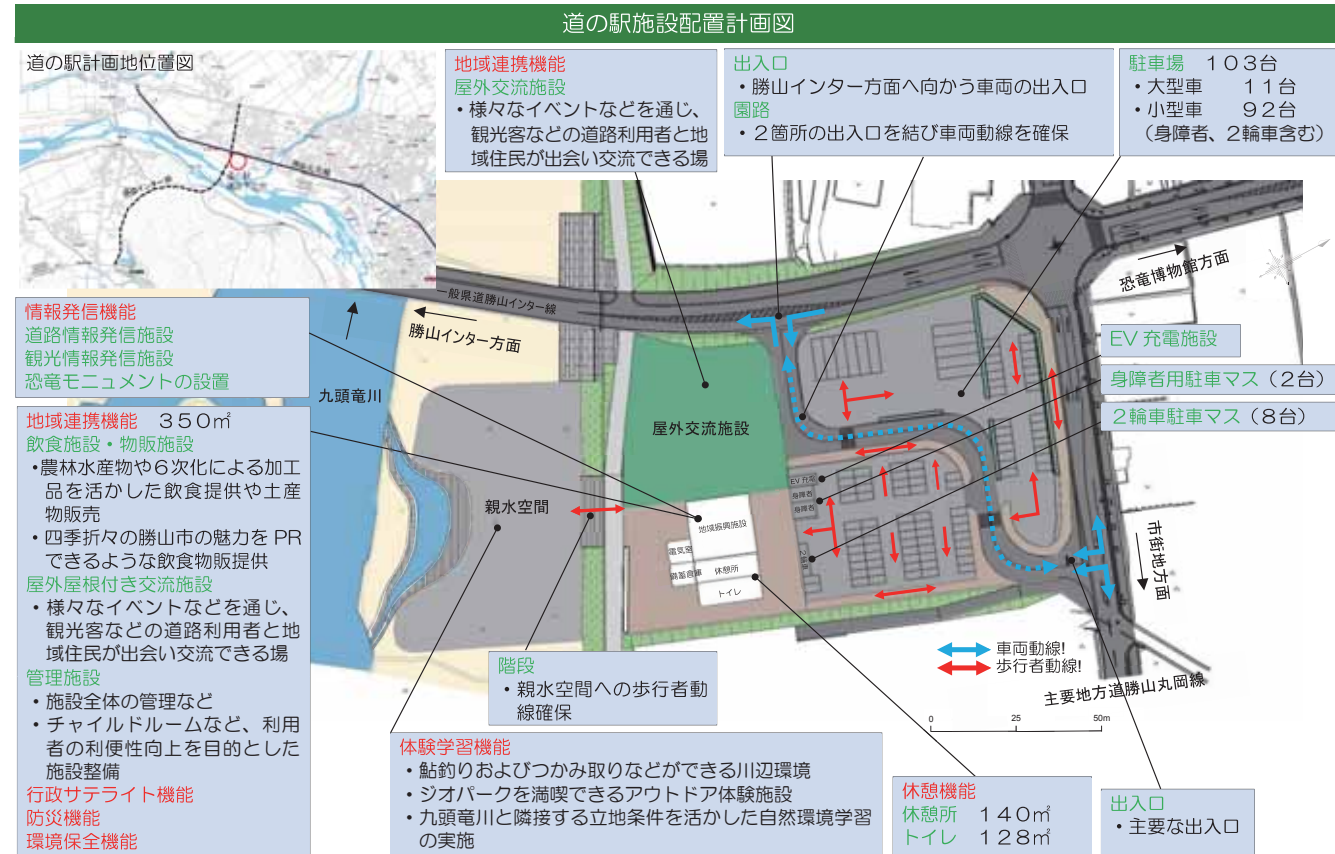 道の駅施設配置計画図
道の駅計画地位置図
地域連携機能
屋外交流施設
・様々なイベントなどを通じ、
観光客などの道路利用者と地
域住民が出会い交流できる場
出入口
・勝山インター方面へ向かう車両の出入口
園路
・2箇所の出入口を結び車両動線を確保
駐車場 103台
・大型車 11台
・小型車 92台
（身障者、2輪車含む）
情報発信機能
道路情報発信施設
観光情報発信施設
恐竜モニュメントの設置
地域連携機能 350㎡
飲食施設・物販施設
・農林水産物や6次化による加工
品を活かした飲食提供や土産
物販売
・四季折々の勝山市の魅力をPR
できるような飲食物販提供
屋外屋根付き交流施設
・様々なイベントなどを通じ、
観光客などの道路利用者と地
域住民が出会い交流できる場
管理施設
・施設全体の管理など
・チャイルドルームなど、利用
者の利便性向上を目的とした
施設整備
行政サテライト機能
防災機能
環境保全機能
一般県道勝山インター線
勝山インター方面
恐竜博物館方面
九頭竜川
屋外交流施設
親水空間
EV充電施設
身障者用駐車マス（2台）
2輪車駐車マス（8台）
EV充電
身障者
身障者
2輪車
地域振興施設
電気室
備蓄倉庫
休憩所
トイレ
市街地方面
車両動線!
歩行者動線!
主要地方道勝山丸岡線
0 25 50m
階段
・親水空間への歩行者動
線確保
体験学習機能
・鮎釣りおよびつかみ取りなどができる川辺環境
・ジオパークを満喫できるアウトドア体験施設
・九頭竜川と隣接する立地条件を活かした自然環境学習
の実施
休憩機能
休憩所 140㎡
トイレ 128㎡
出入口
・主要な出入口